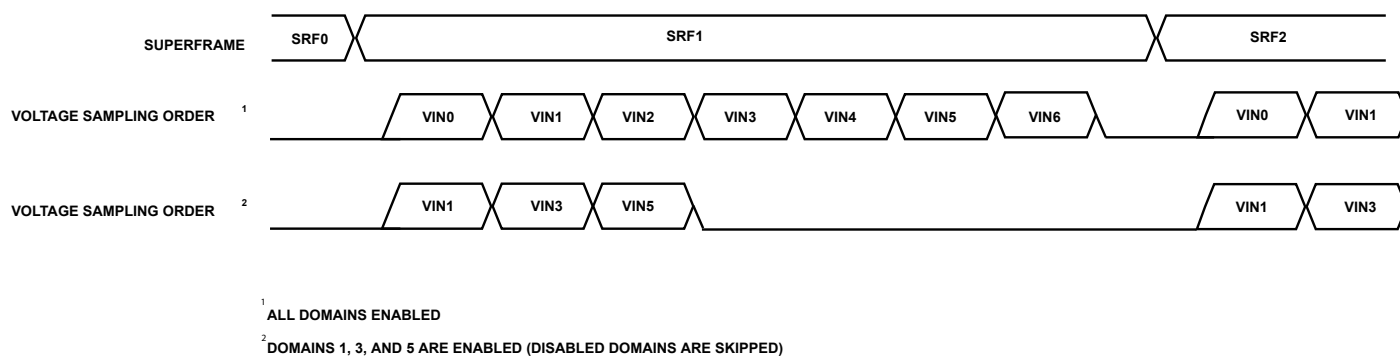 SUPERFRAME SRF0 SRF1 SRF2
VOLTAGE SAMPLING ORDER 1 VIN0 VIN1 VIN2 VIN3 VIN4 VIN5 VIN6 VIN0 VIN1
VOLTAGE SAMPLING ORDER 2 VIN1 VIN3 VIN5 VIN1 VIN3
1 ALL DOMAINS ENABLED
2 DOMAINS 1, 3, AND 5 ARE ENABLED (DISABLED DOMAINS ARE SKIPPED)